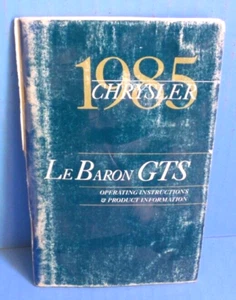 1985
CHRYSLER
LE BARON GTS
OPERATING INSTRUCTIONS
& PRODUCT INFORMATION